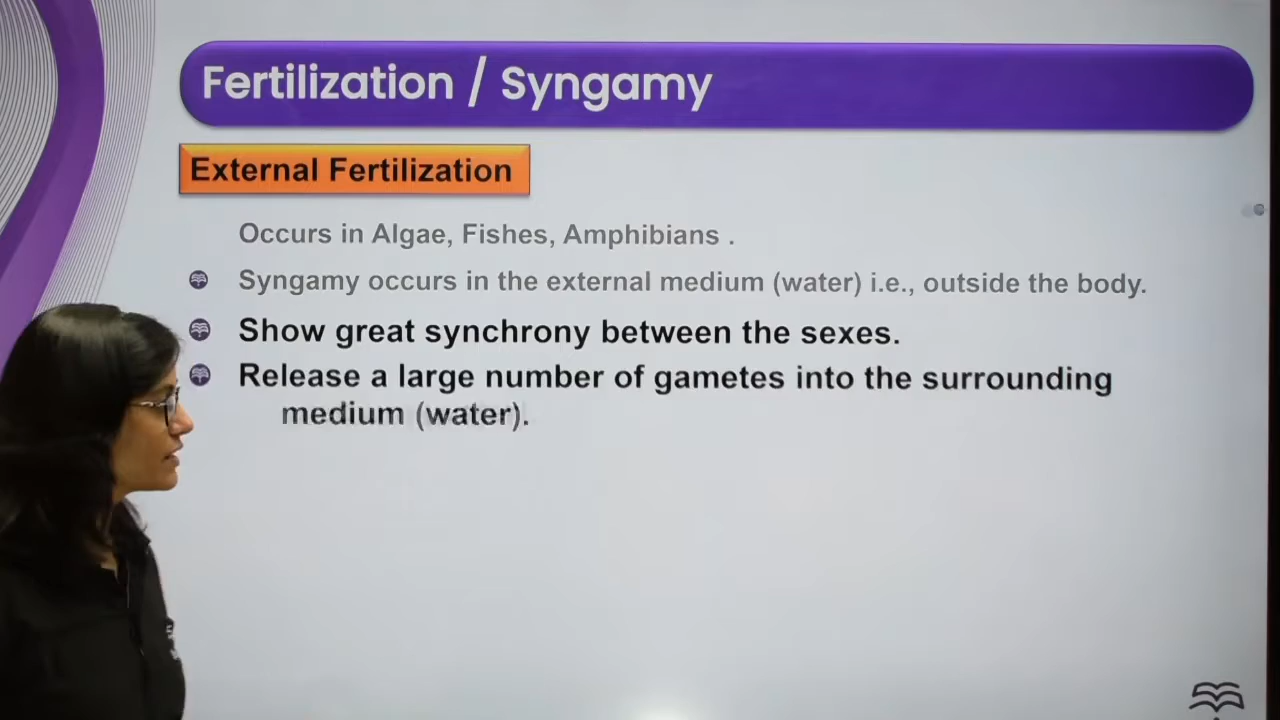 Fertilization / Syngamy
External Fertilization
Occurs in Algae, Fishes, Amphibians .
Syngamy occurs in the external medium (water) i.e., outside the body.
Show great synchrony between the sexes.
Release a large number of gametes into the surrounding
medium (water).